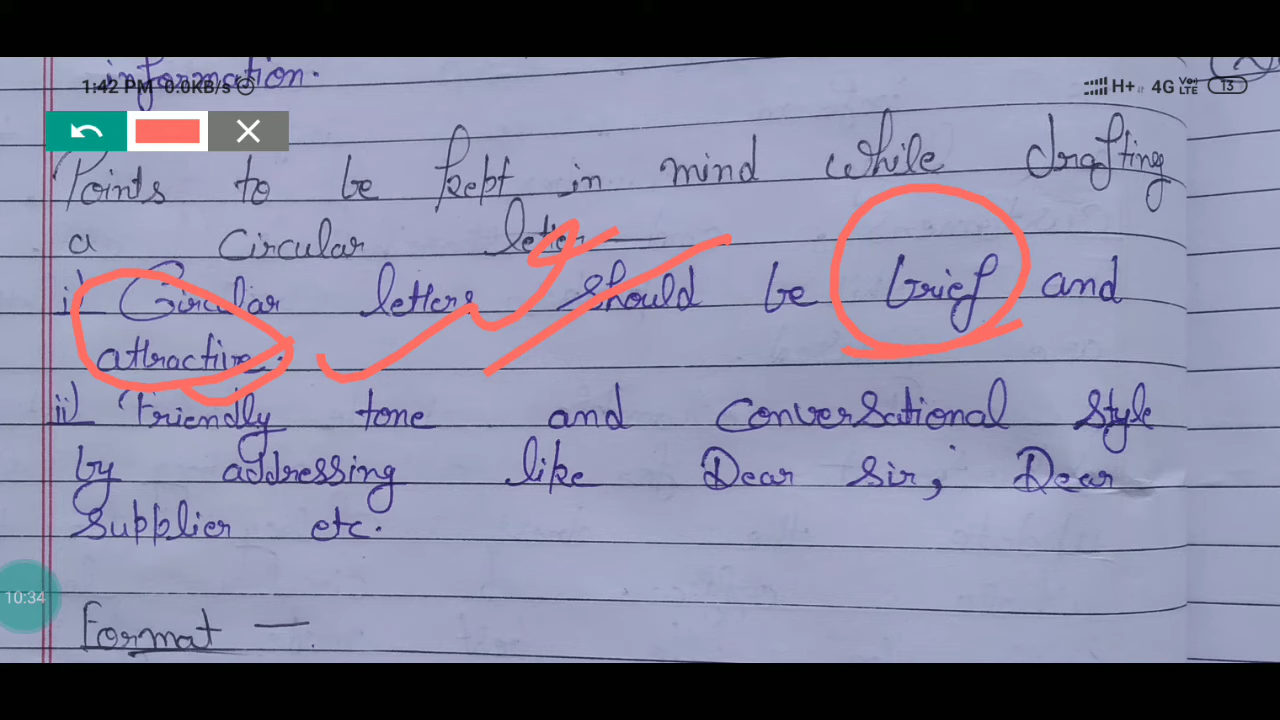 information.
1:42 PM 0.0KB/s
H+ 4G VoLTE 13
Points to be kept in mind while drafting
a Circular letter —
i) Circular letters should be brief and
attractive.
ii) Friendly tone and Conversational Style
by addressing like Dear Sir, Dear
Supplier etc.
10:34
Format —